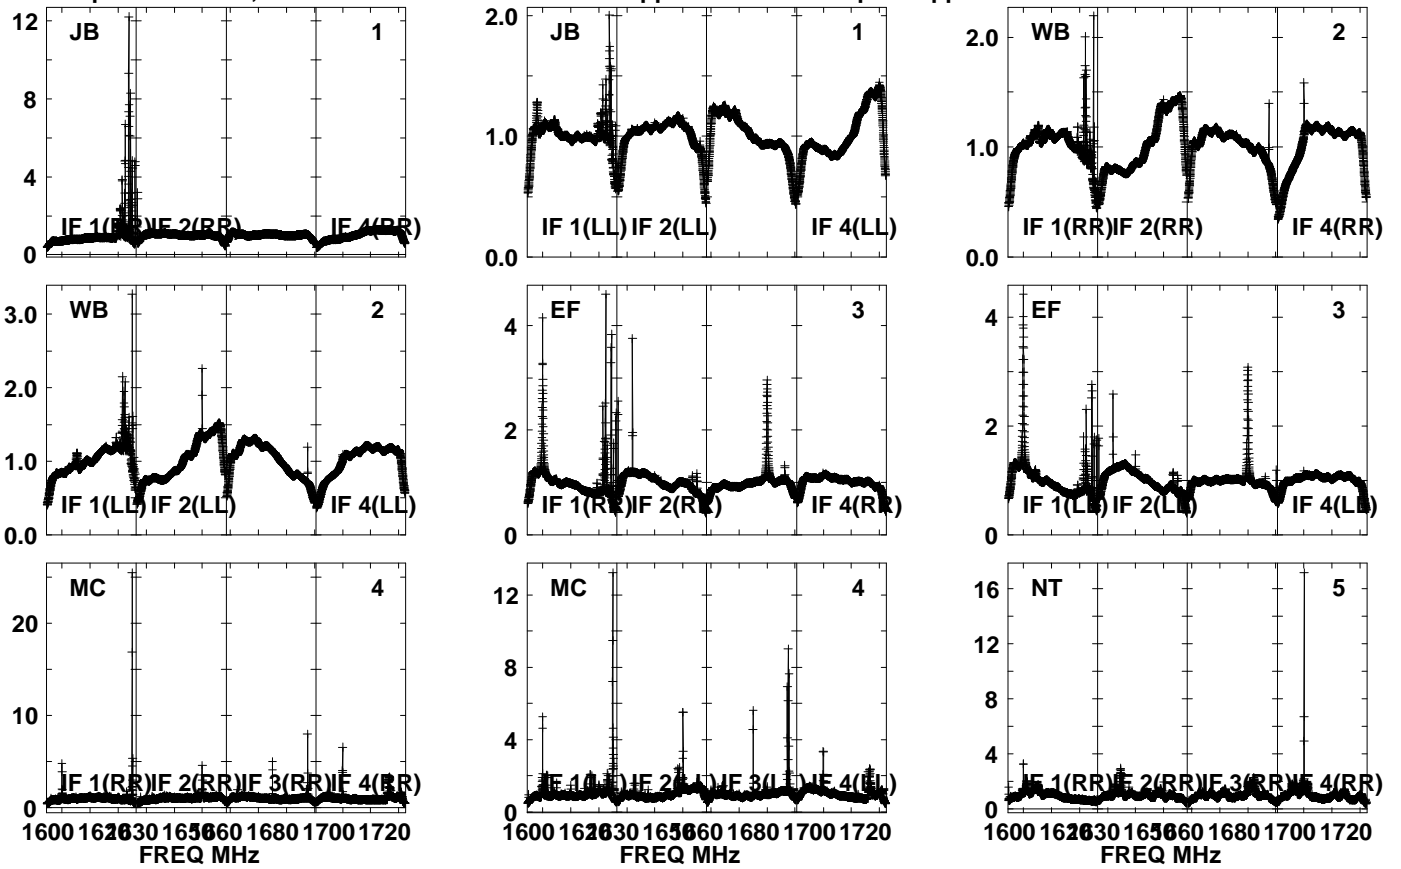 12 JB 1
8
4
0
IF 1(RR) IF 2(RR) IF 4(RR)
2.0 JB 1
1.0
0.0
IF 1(LL) IF 2(LL) IF 4(LL)
2.0 WB 2
1.0
0.0
IF 1(RR) IF 2(RR) IF 4(RR)
3.0 WB 2
2.0
1.0
0.0
IF 1(LL) IF 2(LL) IF 4(LL)
4 EF 3
2
0
IF 1(RR) IF 2(RR) IF 4(RR)
4 EF 3
2
0
IF 1(LL) IF 2(LL) IF 4(LL)
MC 4
20
10
0
IF 1(RR) IF 2(RR) IF 3(RR) IF 4(RR)
1600 1630 1650 1660 1680 1700 1720
FREQ MHz
MC 4
12
8
4
0
IF 1(LL) IF 2(LL) IF 3(LL) IF 4(LL)
1600 1630 1650 1660 1680 1700 1720
FREQ MHz
NT 5
16
12
8
4
0
IF 1(RR) IF 2(RR) IF 3(RR) IF 4(RR)
1600 1630 1650 1660 1680 1700 1720
FREQ MHz